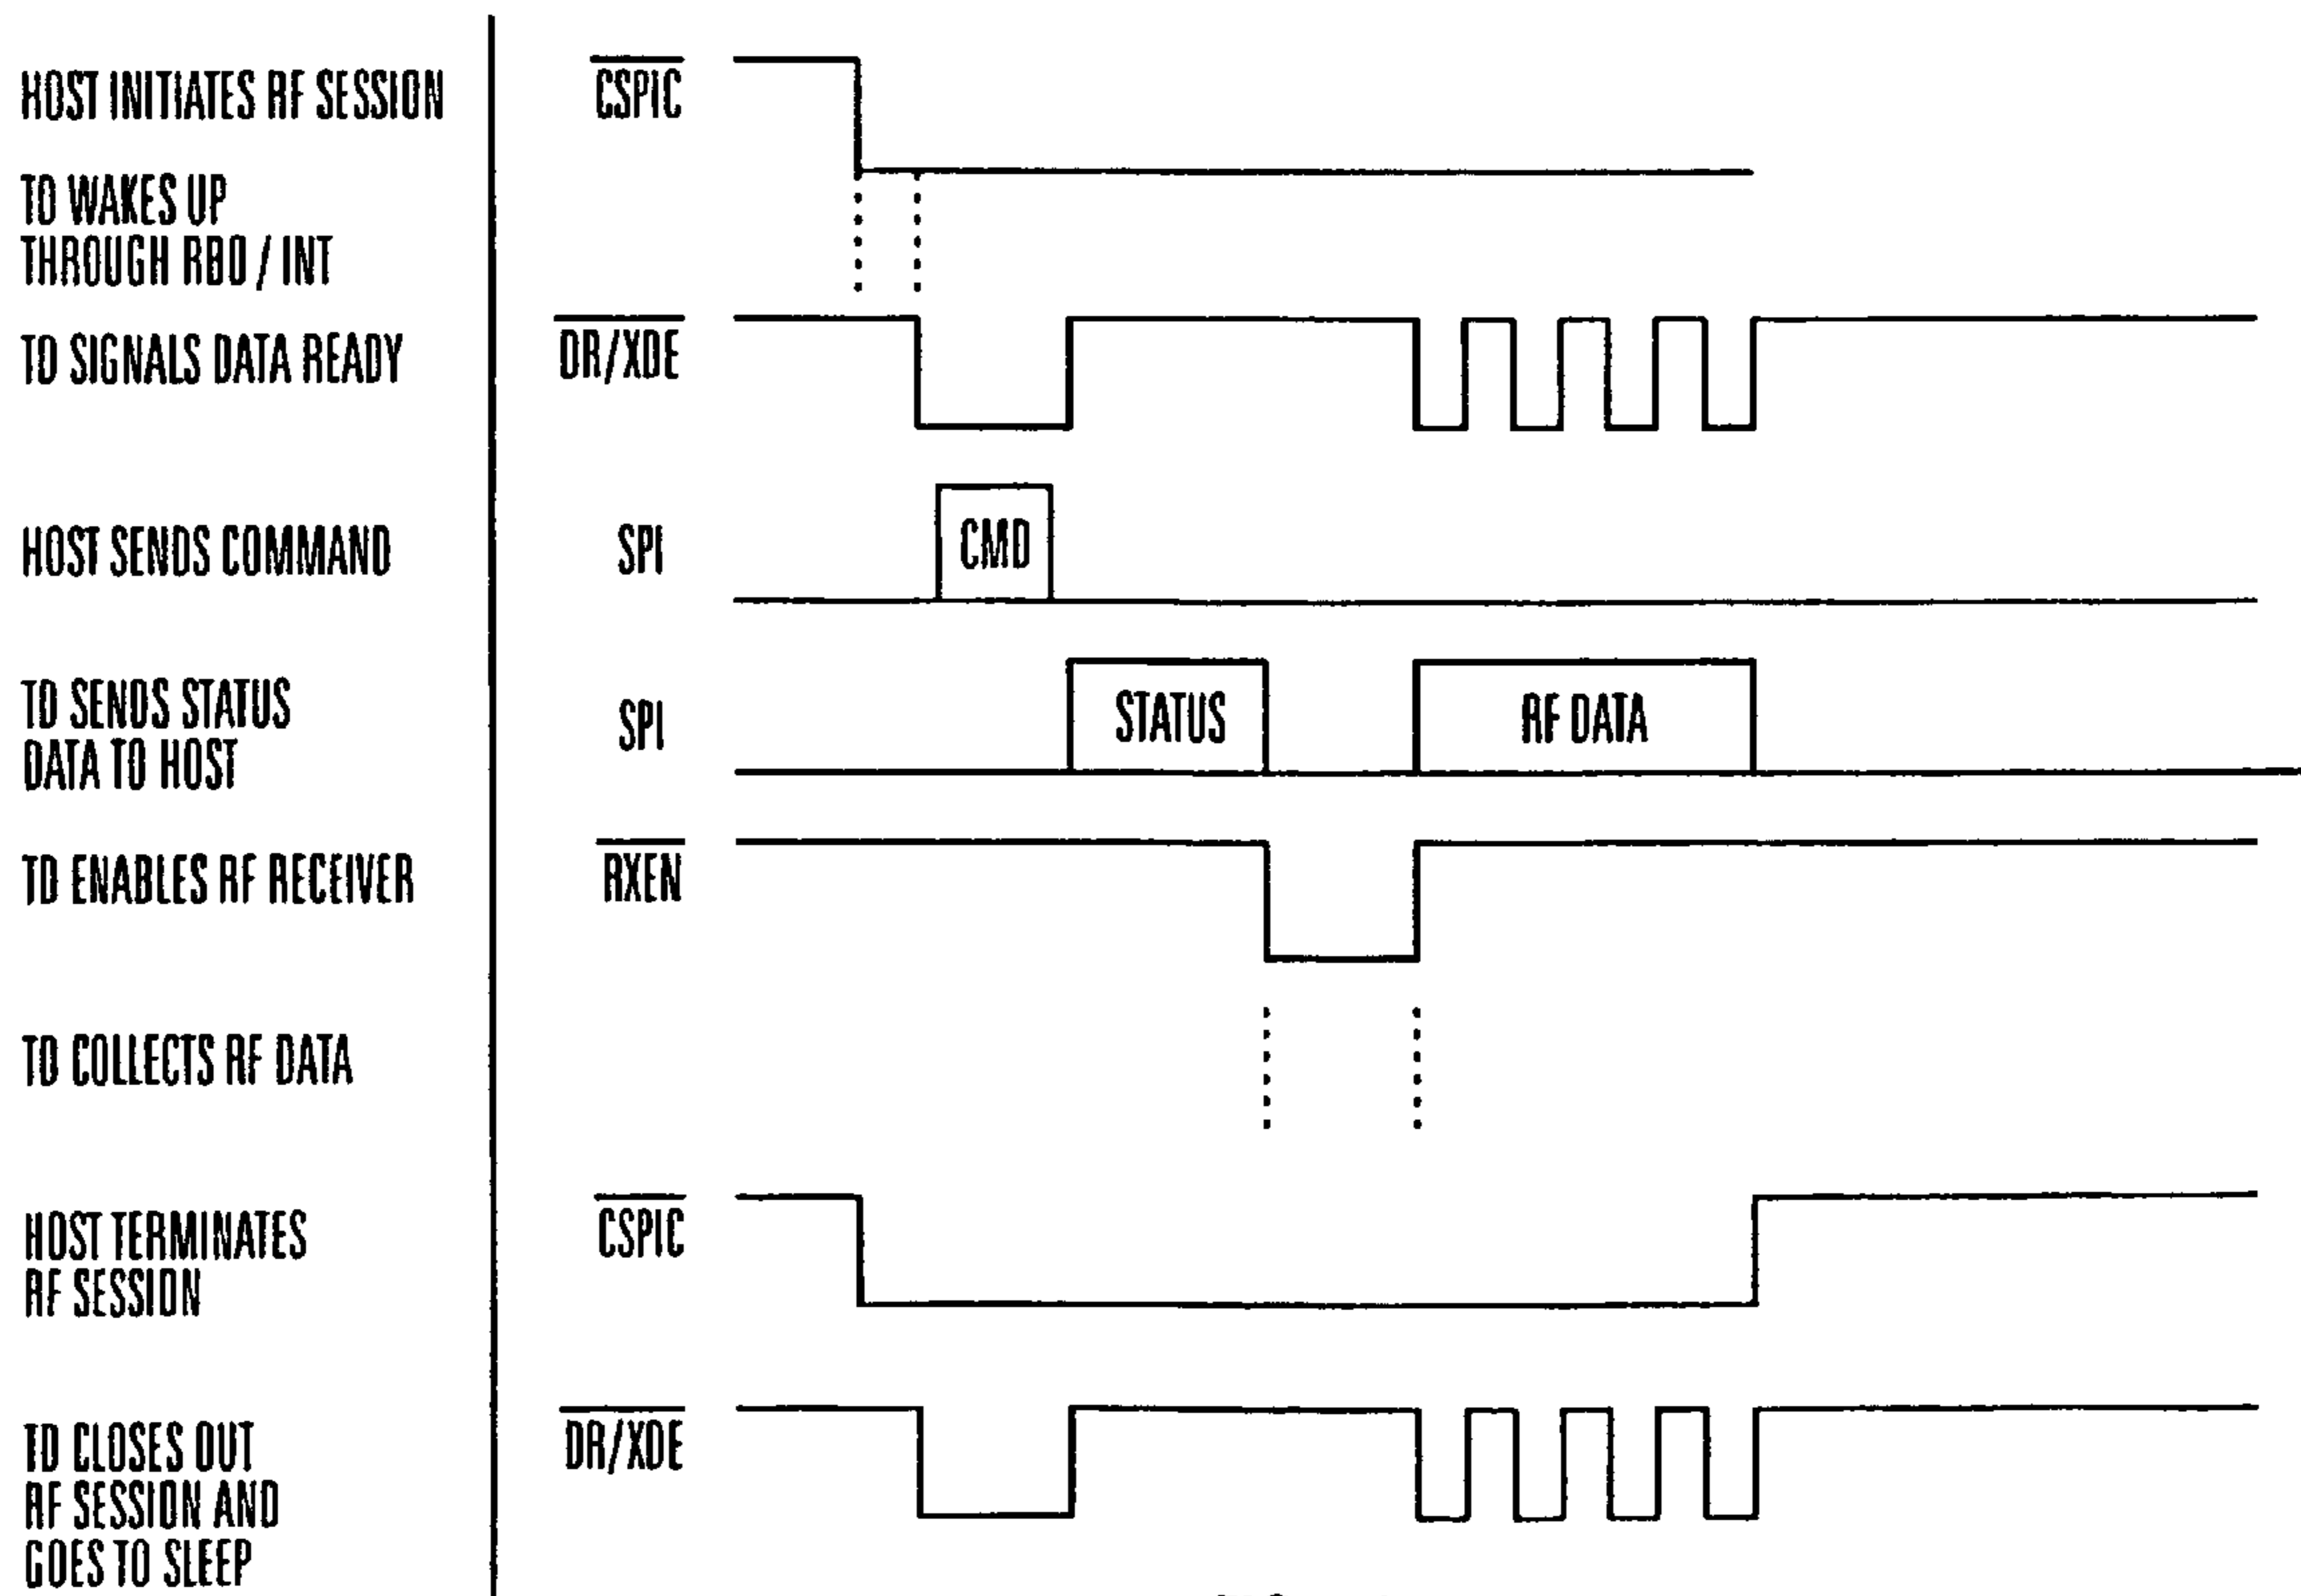 HOST INITIATES RF SESSION
CSPIC
TD WAKES UP
THROUGH RB0 / INT
TD SIGNALS DATA READY
DR/XDE
HOST SENDS COMMAND
SPI
CMD
TD SENDS STATUS
DATA TO HOST
SPI
STATUS
RF DATA
TD ENABLES RF RECEIVER
RXEN
TD COLLECTS RF DATA
HOST TERMINATES
RF SESSION
CSPIC
TD CLOSES OUT
RF SESSION AND
GOES TO SLEEP
DR/XDE